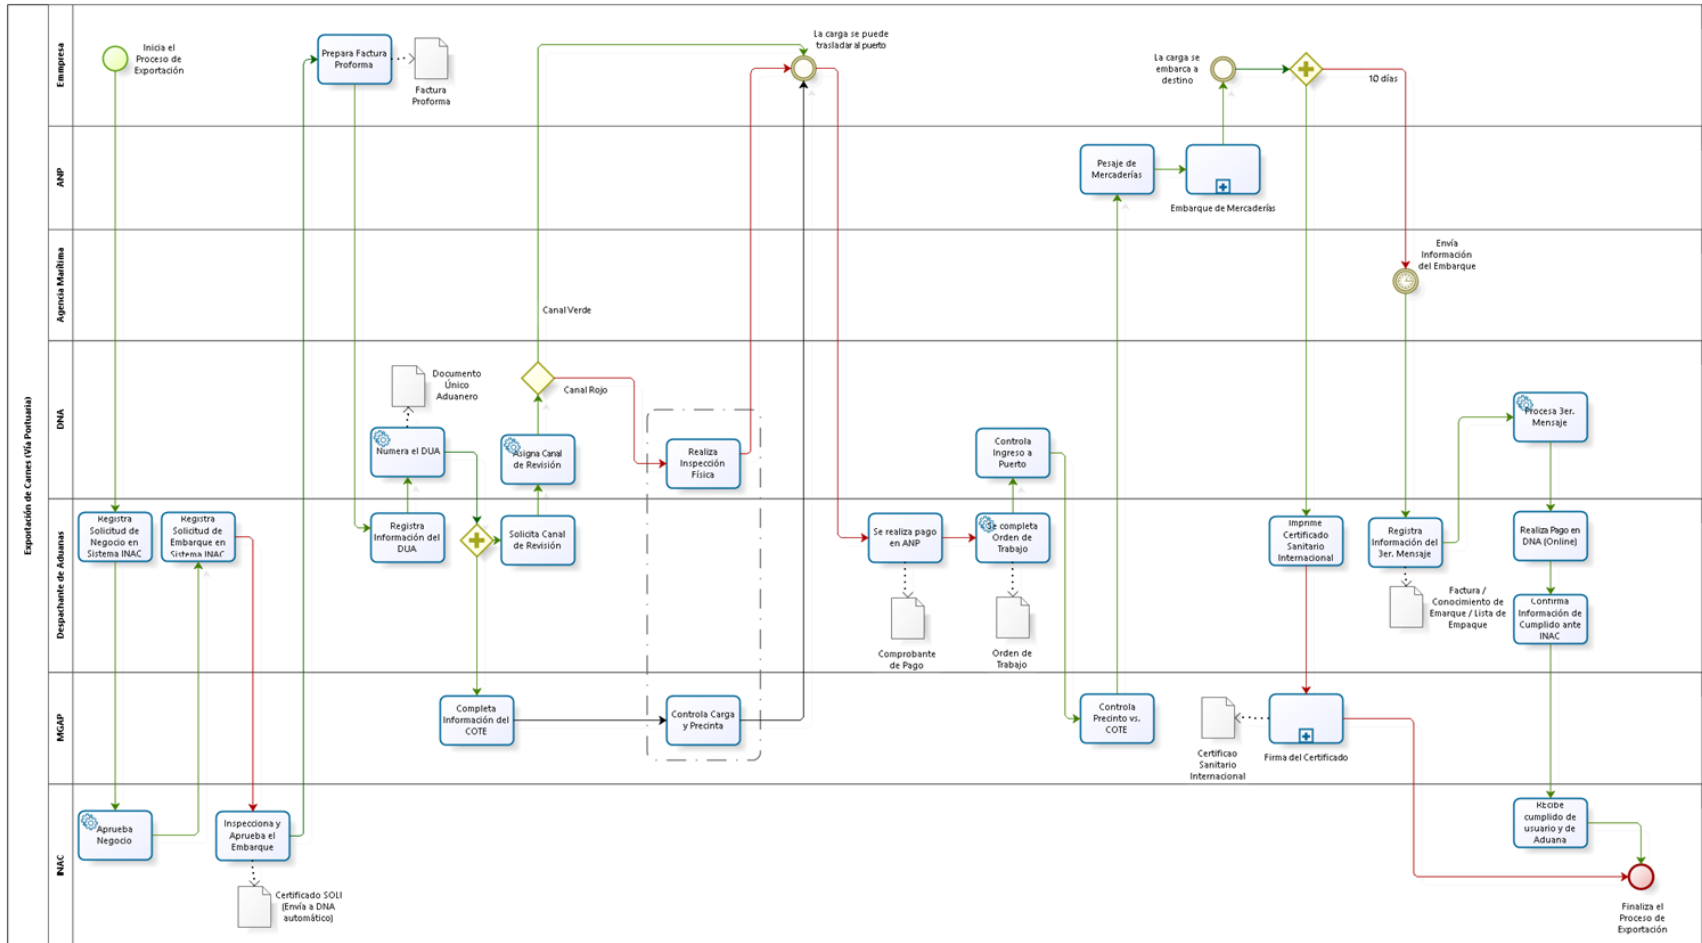 Exportación de Carnes (Vía Portuaria)
Emmpresa
Inicia el
Proceso de
Exportación
Prepara Factura
Proforma
Factura
Proforma
La carga se puede
trasladar al puerto
La carga se
embarca a
destino
10 días
ANP
Pesaje de
Mercaderías
Embarque de Mercaderías
Agencia Marítima
Envía
Información
del Embarque
Canal Verde
DNA
Documento
Único
Aduanero
Numera el DUA
Asigna Canal
de Revisión
Canal Rojo
Realiza
Inspección
Física
Controla
Ingreso a
Puerto
Procesa 3er.
Mensaje
Despachante de Aduanas
Registra
Solicitud de
Negocio en
Sistema INAC
Registra
Solicitud de
Embarque en
Sistema INAC
Registra
Información del
DUA
Solicita Canal
de Revisión
Se realiza pago
en ANP
Comprobante
de Pago
Se completa
Orden de
Trabajo
Orden de
Trabajo
Imprime
Certificado
Sanitario
Internacional
Registra
Información del
3er. Mensaje
Factura /
Conocimiento de
Emarque / Lista de
Empaque
Realiza Pago en
DNA (Online)
Confirma
Información de
Cumplido ante
INAC
MGAP
Completa
Información del
COTE
Controla Carga
y Precinta
Controla
Precinto vs.
COTE
Certificao
Sanitario
Internacional
Firma del Certificado
INAC
Aprueba
Negocio
Inspecciona y
Aprueba el
Embarque
Certificado SOLI
(Envía a DNA
automático)
Recibe
cumplido de
usuario y de
Aduana
Finaliza el
Proceso de
Exportación